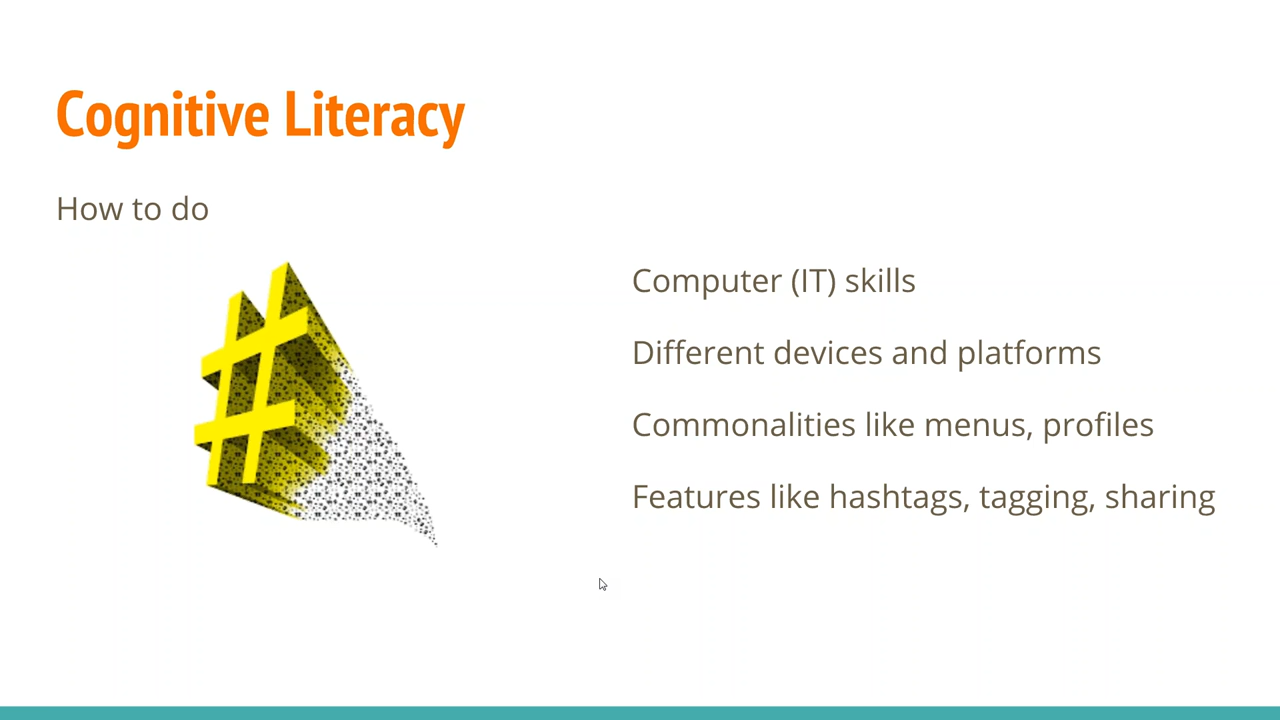 Cognitive Literacy
How to do
#
Computer (IT) skills
Different devices and platforms
Commonalities like menus, profiles
Features like hashtags, tagging, sharing